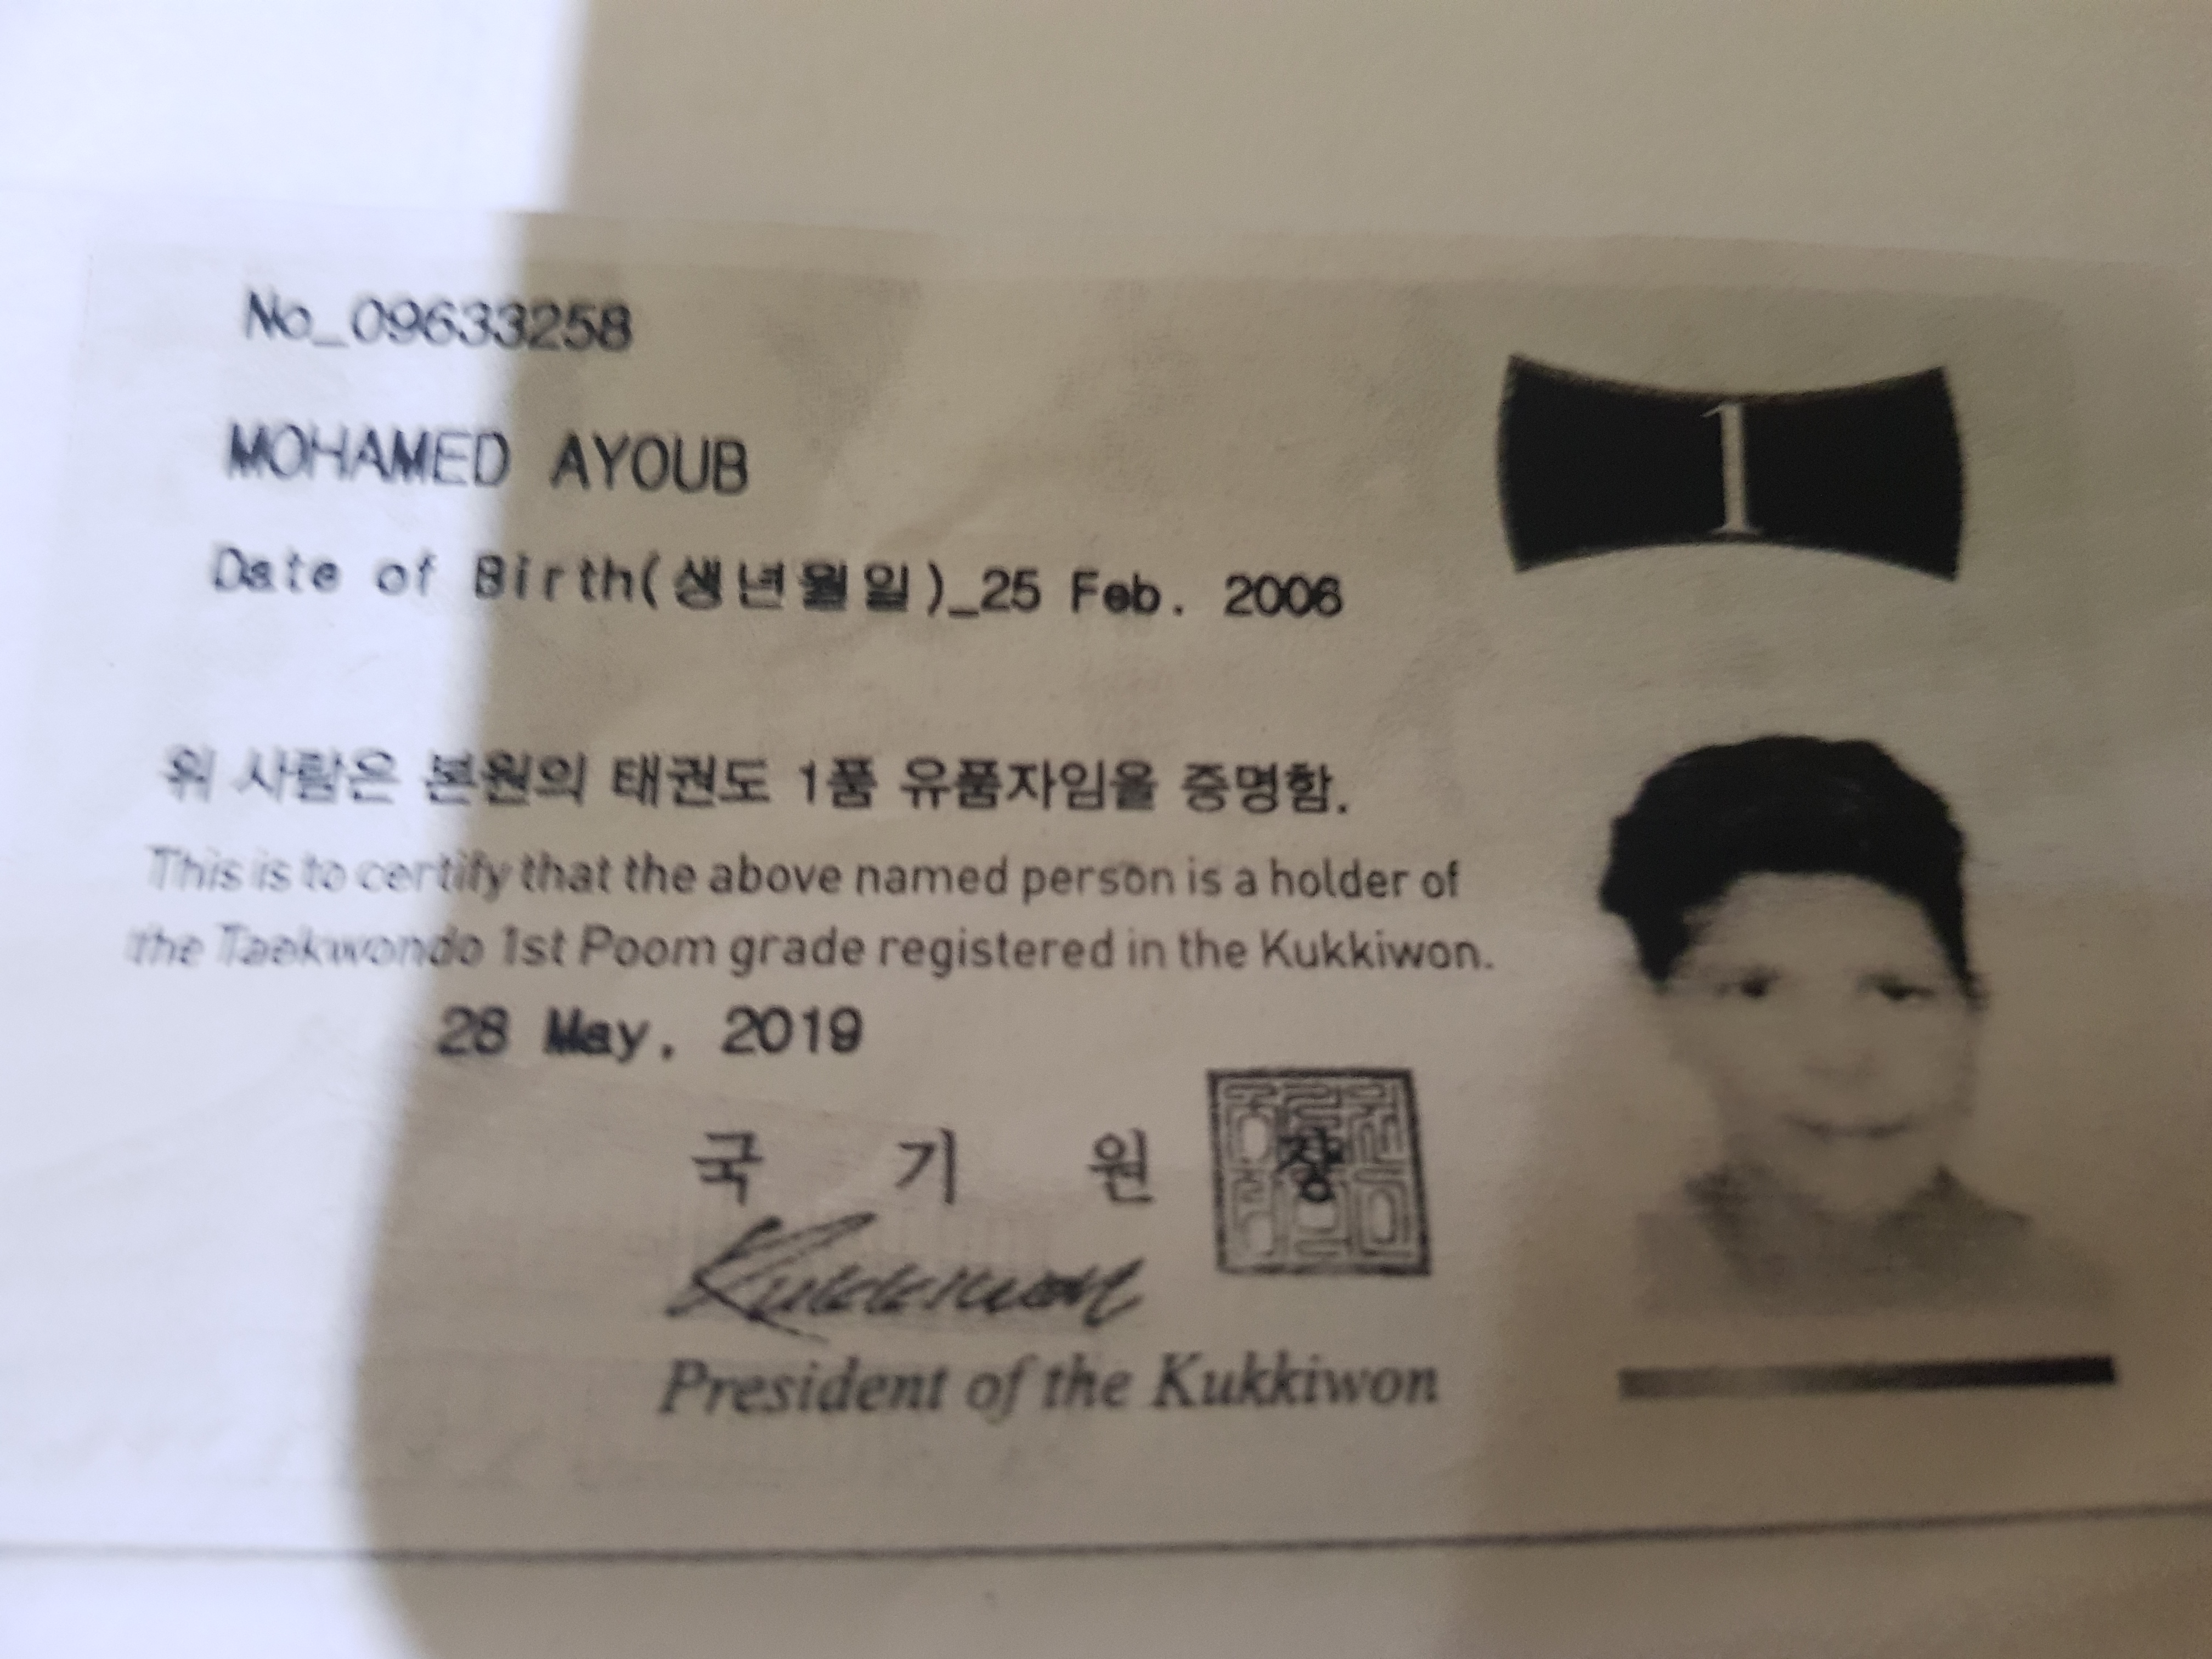 No_09633258
1
MOHAMED AYOUB
Date of Birth(생년월일)_25 Feb. 2006
위 사람은 본원의 태권도 1품 유품자임을 증명함.
This is to certify that the above named person is a holder of
the Taekwondo 1st Poom grade registered in the Kukkiwon.
28 May, 2019
국 기 원 장
Kukkiwon
President of the Kukkiwon